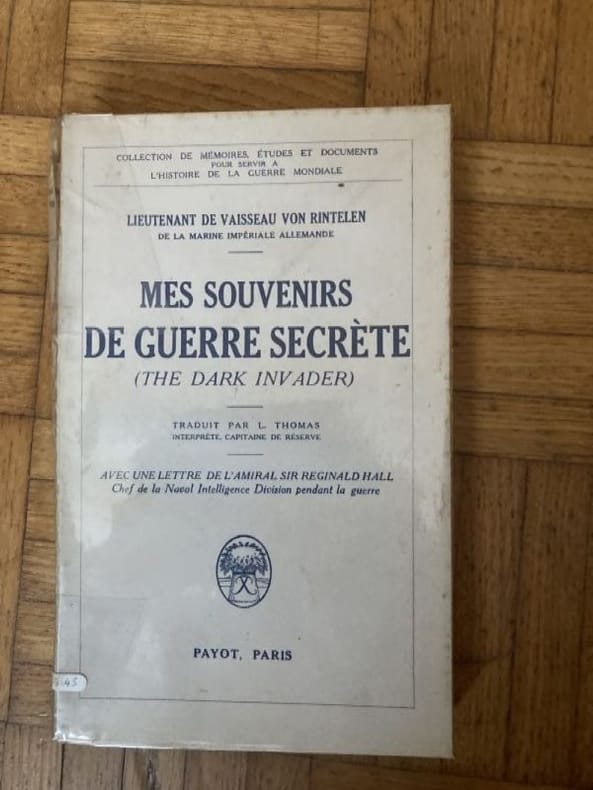 COLLECTION DE MÉMOIRES, ÉTUDES ET DOCUMENTS
POUR SERVIR A
L'HISTOIRE DE LA GUERRE MONDIALE
LIEUTENANT DE VAISSEAU VON RINTELEN
DE LA MARINE IMPÉRIALE ALLEMANDE
MES SOUVENIRS
DE GUERRE SECRÈTE
(THE DARK INVADER)
TRADUIT PAR L. THOMAS
INTERPRÈTE, CAPITAINE DE RÉSERVE
AVEC UNE LETTRE DE L'AMIRAL SIR REGINALD HALL
Chef de la Naval Intelligence Division pendant la guerre
PAYOT, PARIS
45